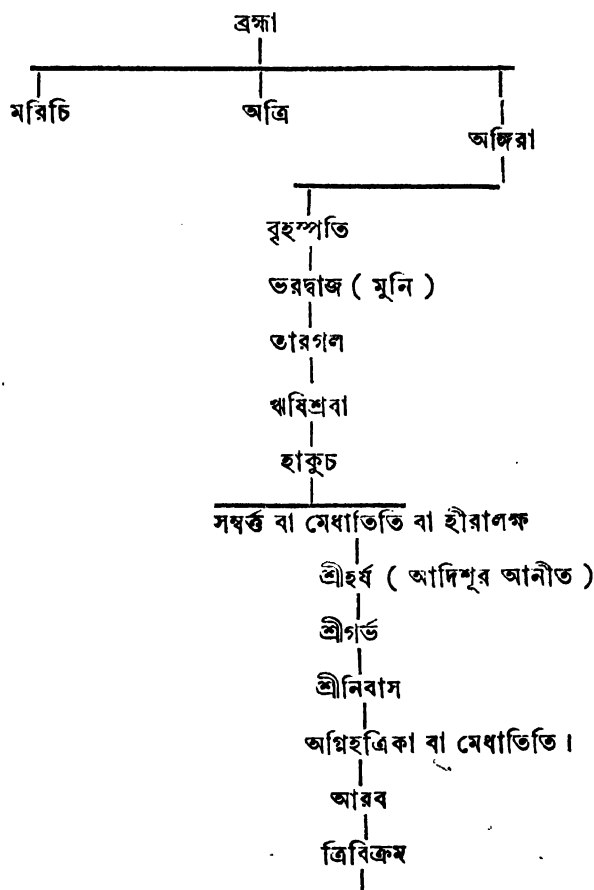 ব্রহ্মা
মরিচি অত্রি
অঙ্গিরা
বৃহস্পতি
ভরদ্বাজ ( মুনি )
তারগল
ঋষিশ্রবা
হাকুচ
সম্বর্ত্ত বা মেধাতিতি বা হীরালক্ষ
শ্রীহর্ষ ( আদিশূর আনীত )
শ্রীগর্ভ
শ্রীনিবাস
অগ্নিহত্রিকা বা মেধাতিতি।
আরব
ত্রিবিক্রম